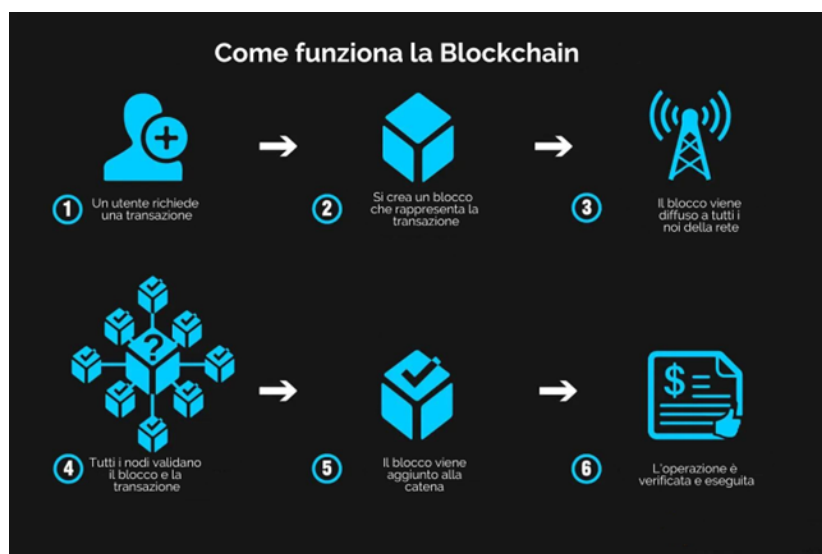 Come funziona la Blockchain
1
Un utente richiede
una transazione
2
Si crea un blocco
che rappresenta la
transazione
3
Il blocco viene
diffuso a tutti i
noi della rete
?
4
Tutti i nodi validano
il blocco e la
transazione
5
Il blocco viene
aggiunto alla
catena
$
6
L'operazione è
verificata e eseguita